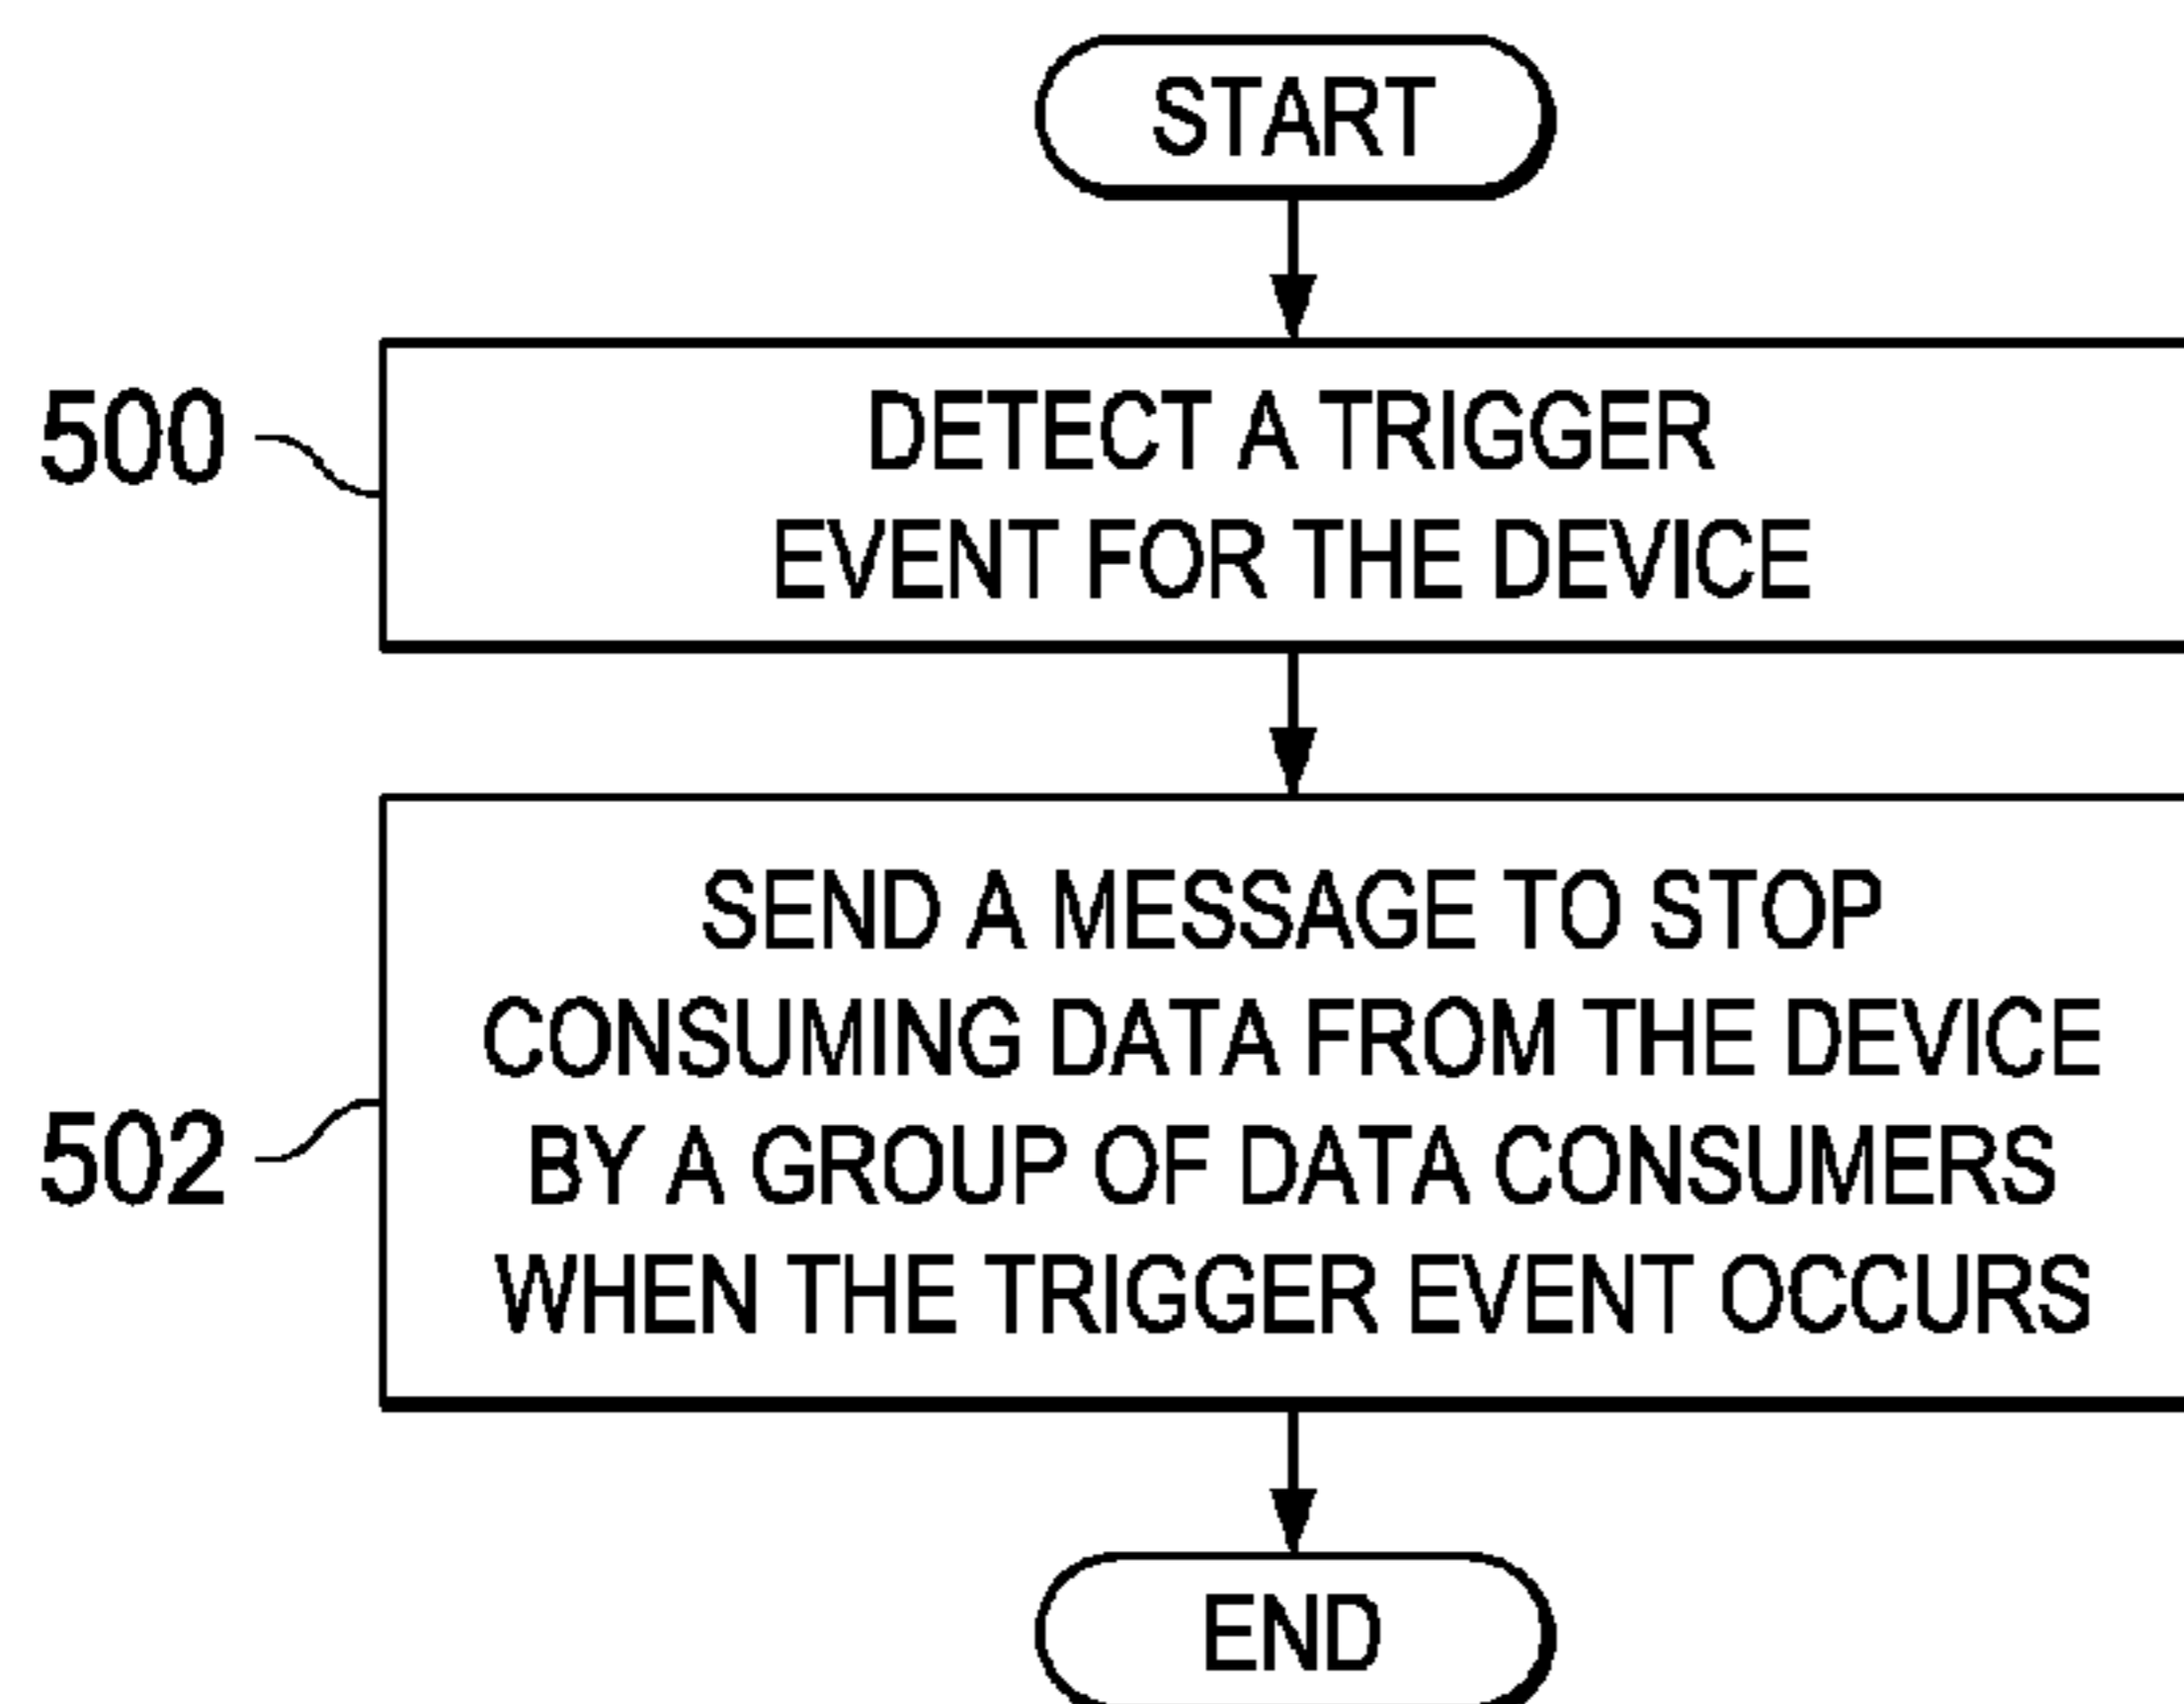 START
500
DETECT A TRIGGER
EVENT FOR THE DEVICE
502
SEND A MESSAGE TO STOP
CONSUMING DATA FROM THE DEVICE
BY A GROUP OF DATA CONSUMERS
WHEN THE TRIGGER EVENT OCCURS
END